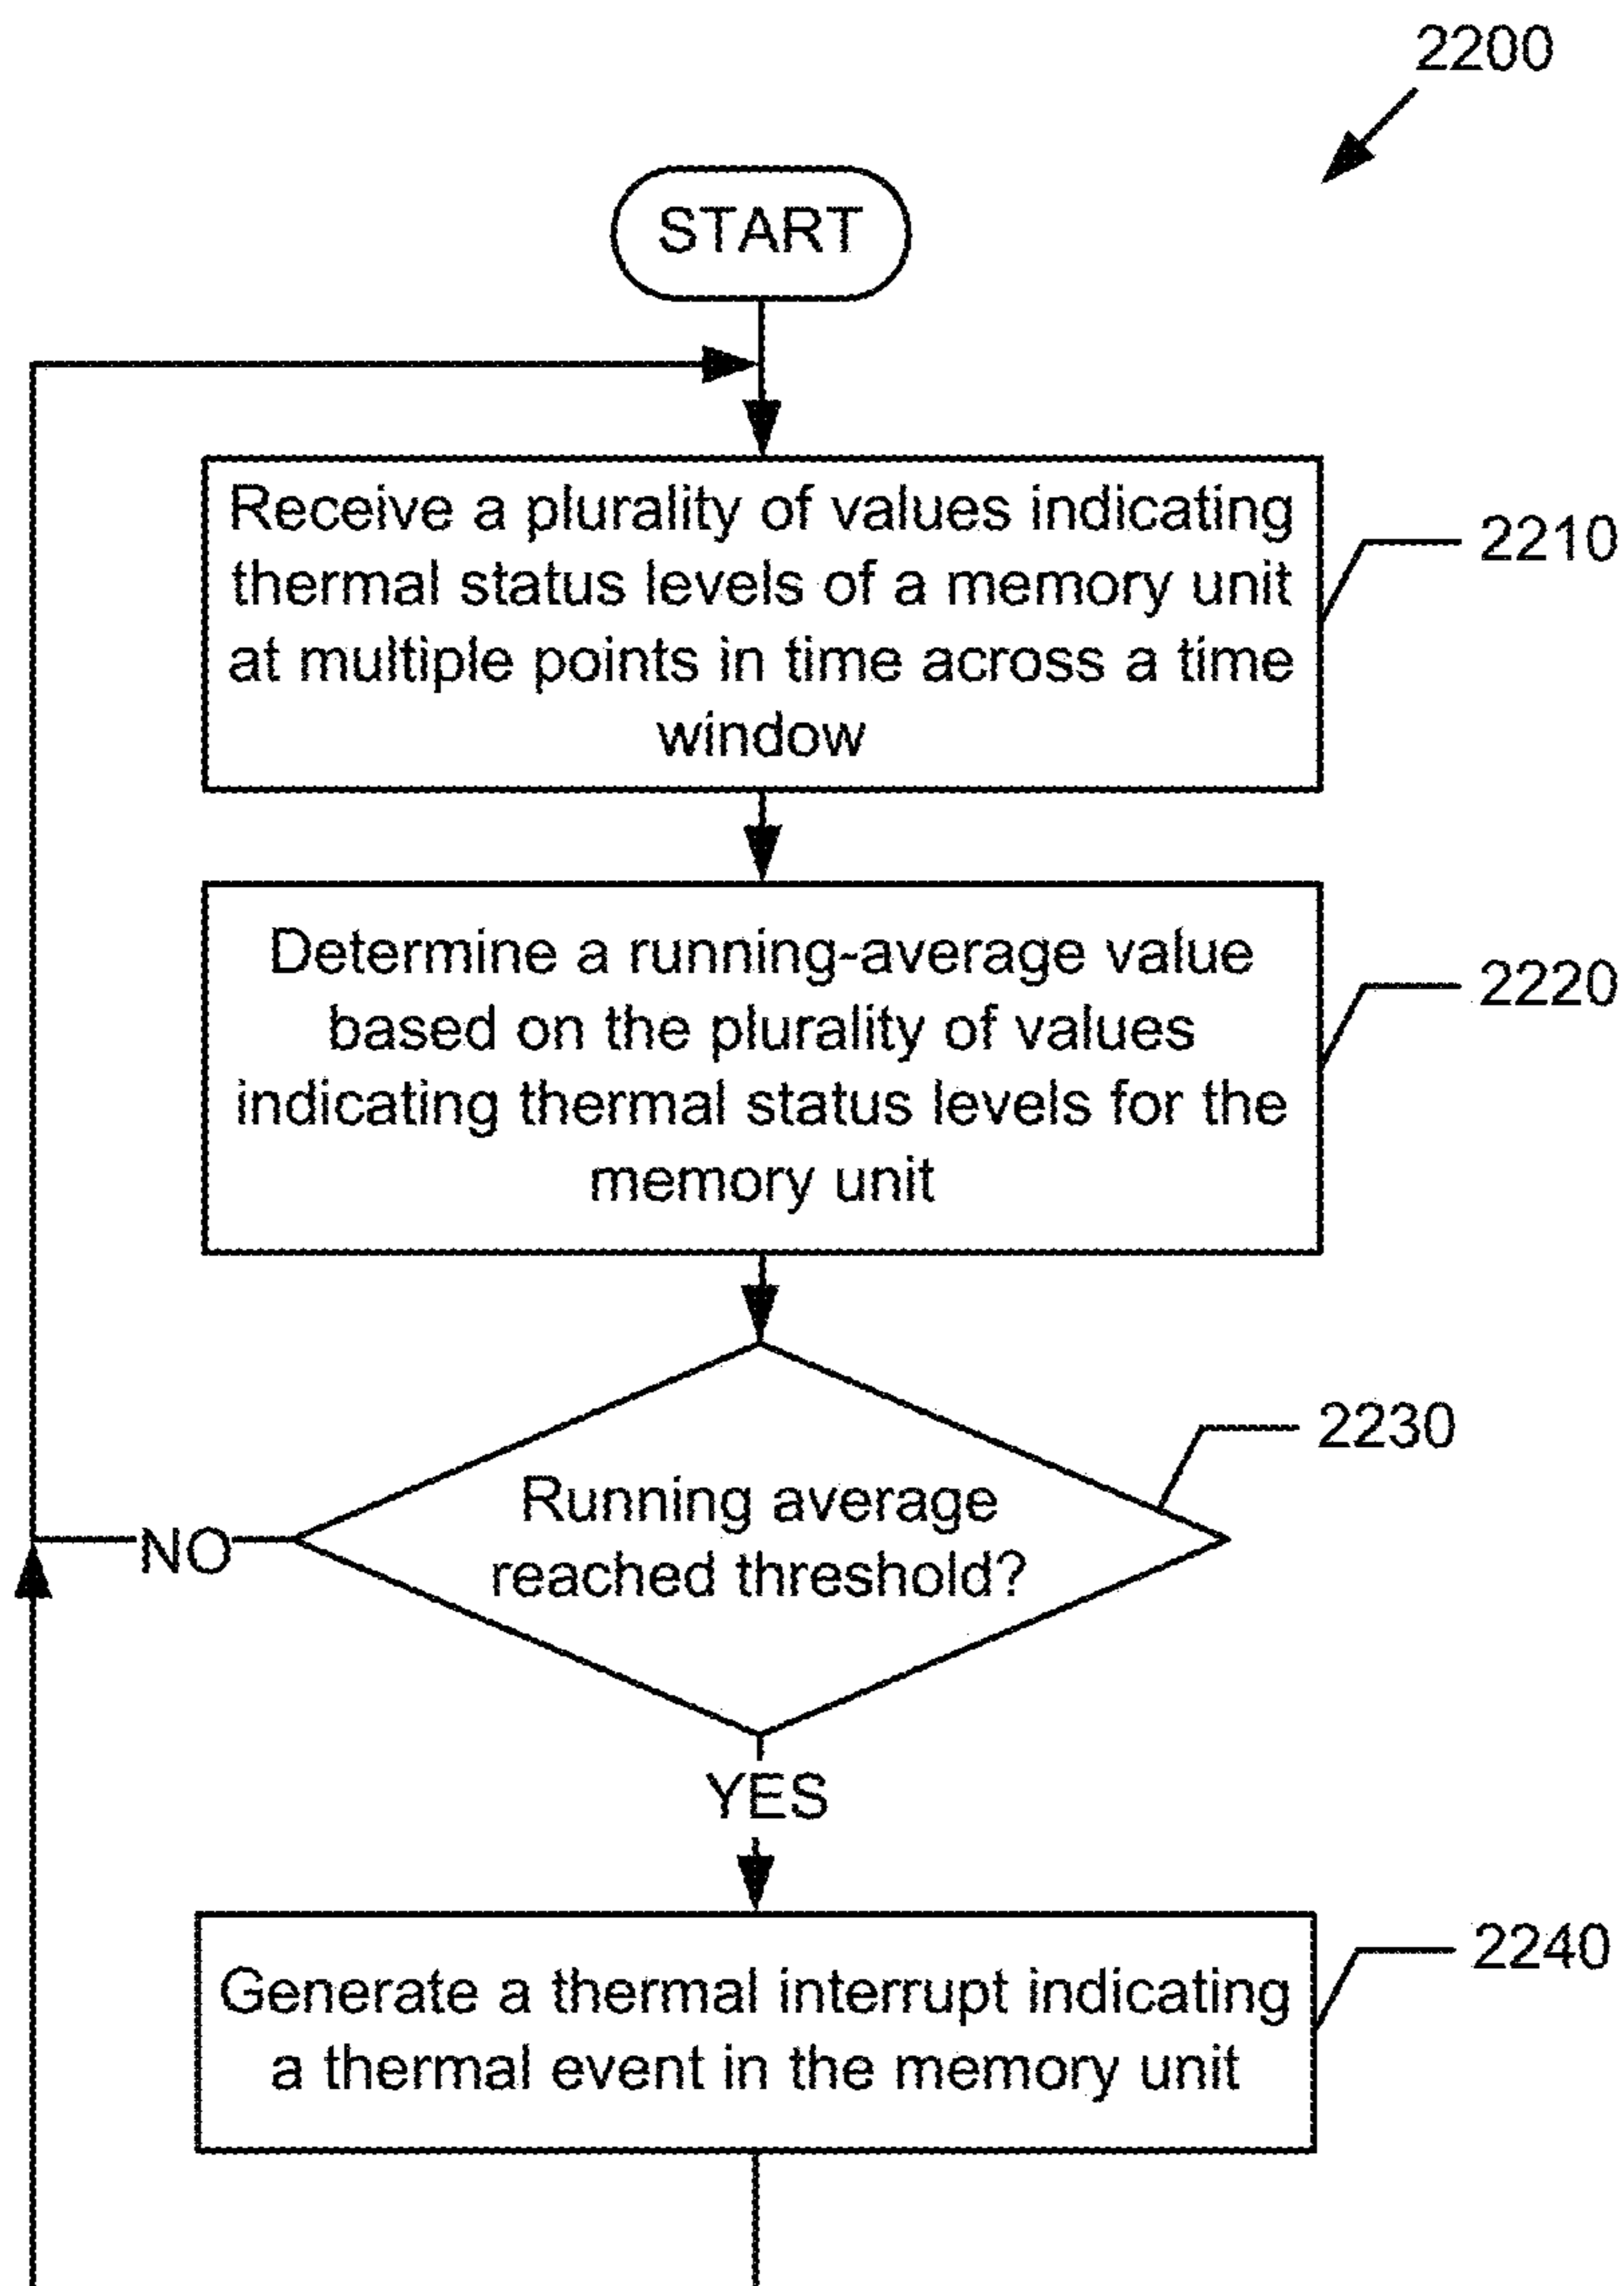 2200
START
Receive a plurality of values indicating
thermal status levels of a memory unit
at multiple points in time across a time
window
2210
Determine a running-average value
based on the plurality of values
indicating thermal status levels for the
memory unit
2220
2230
Running average
reached threshold?
NO
YES
Generate a thermal interrupt indicating
a thermal event in the memory unit
2240